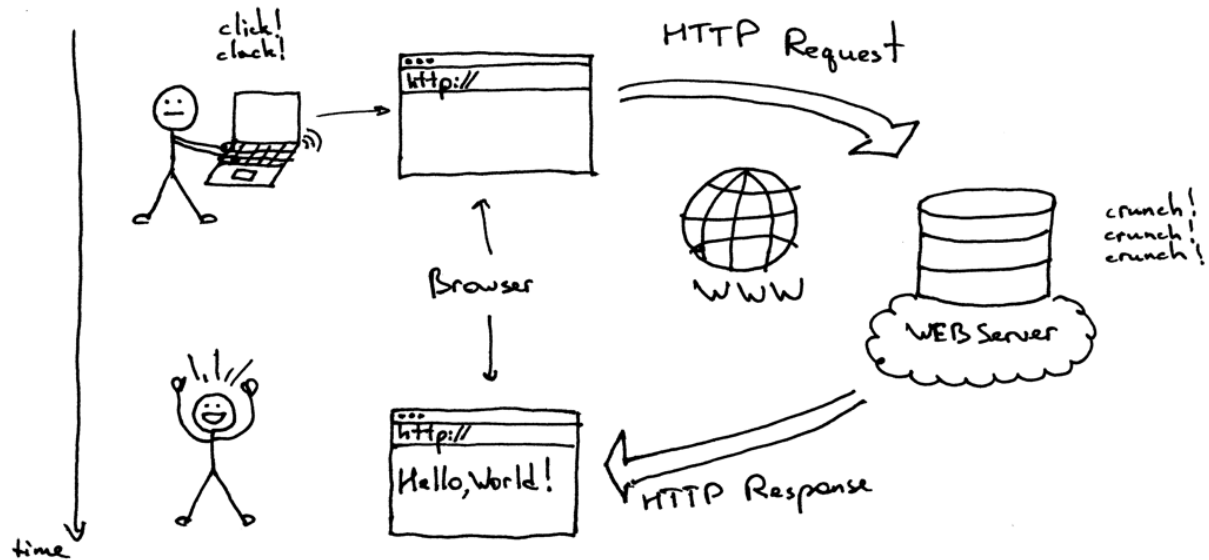 click!
clack!
HTTP Request
http://
crunch!
crunch!
crunch!
Browser
WWW
WEB Server
http://
Hello, World!
HTTP Response
time